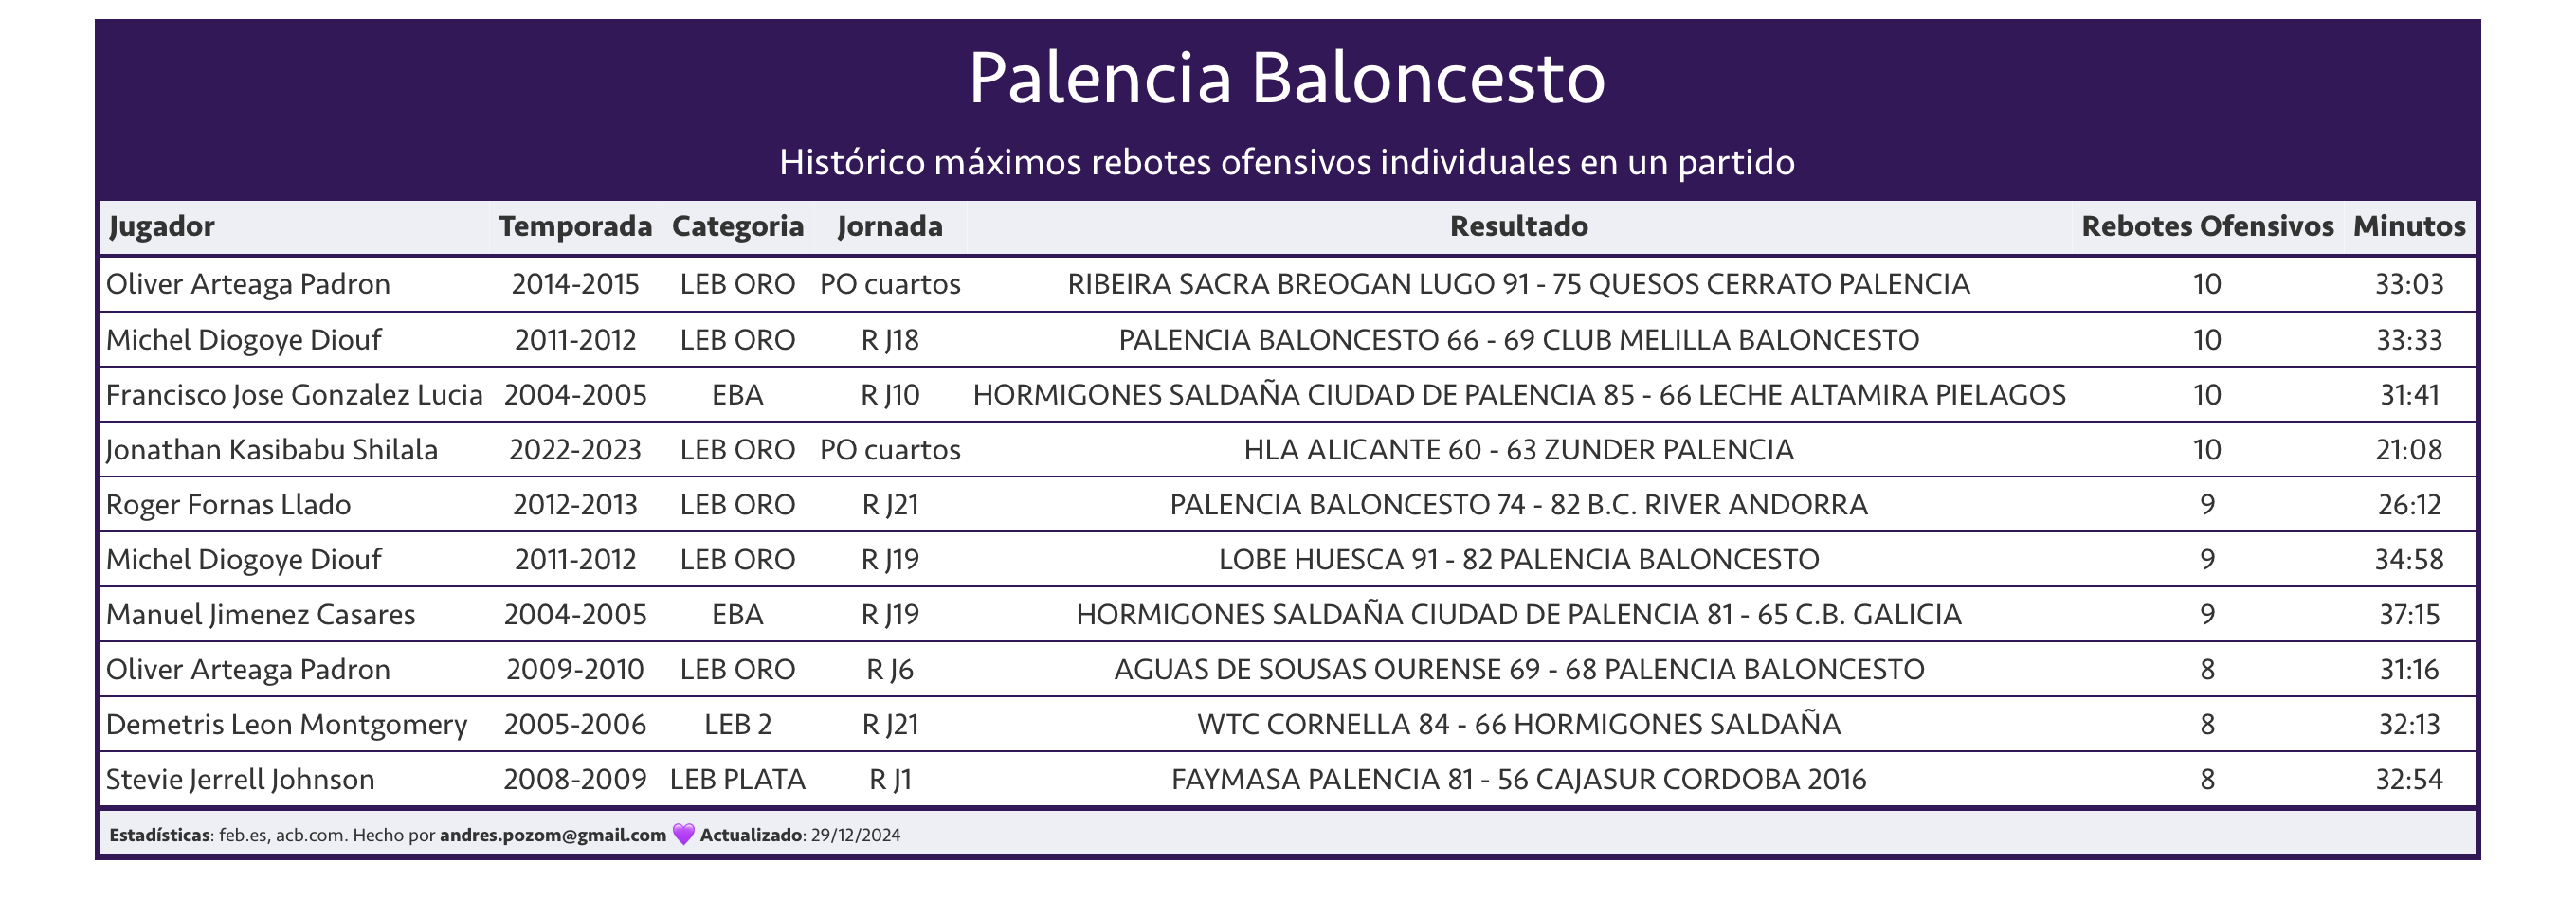 Palencia Baloncesto
Histórico máximos rebotes ofensivos individuales en un partido
Jugador Temporada Categoria Jornada Resultado Rebotes Ofensivos Minutos
Oliver Arteaga Padron 2014-2015 LEB ORO PO cuartos RIBEIRA SACRA BREOGAN LUGO 91 - 75 QUESOS CERRATO PALENCIA 10 33:03
Michel Diogoye Diouf 2011-2012 LEB ORO R J18 PALENCIA BALONCESTO 66 - 69 CLUB MELILLA BALONCESTO 10 33:33
Francisco Jose Gonzalez Lucia 2004-2005 EBA R J10 HORMIGONES SALDAÑA CIUDAD DE PALENCIA 85 - 66 LECHE ALTAMIRA PIELAGOS 10 31:41
Jonathan Kasibabu Shilala 2022-2023 LEB ORO PO cuartos HLA ALICANTE 60 - 63 ZUNDER PALENCIA 10 21:08
Roger Fornas Llado 2012-2013 LEB ORO R J21 PALENCIA BALONCESTO 74 - 82 B.C. RIVER ANDORRA 9 26:12
Michel Diogoye Diouf 2011-2012 LEB ORO R J19 LOBE HUESCA 91 - 82 PALENCIA BALONCESTO 9 34:58
Manuel Jimenez Casares 2004-2005 EBA R J19 HORMIGONES SALDAÑA CIUDAD DE PALENCIA 81 - 65 C.B. GALICIA 9 37:15
Oliver Arteaga Padron 2009-2010 LEB ORO R J6 AGUAS DE SOUSAS OURENSE 69 - 68 PALENCIA BALONCESTO 8 31:16
Demetris Leon Montgomery 2005-2006 LEB 2 R J21 WTC CORNELLA 84 - 66 HORMIGONES SALDAÑA 8 32:13
Stevie Jerrell Johnson 2008-2009 LEB PLATA R J1 FAYMASA PALENCIA 81 - 56 CAJASUR CORDOBA 2016 8 32:54
Estadísticas: feb.es, acb.com. Hecho por andres.pozom@gmail.com 💜 Actualizado: 29/12/2024